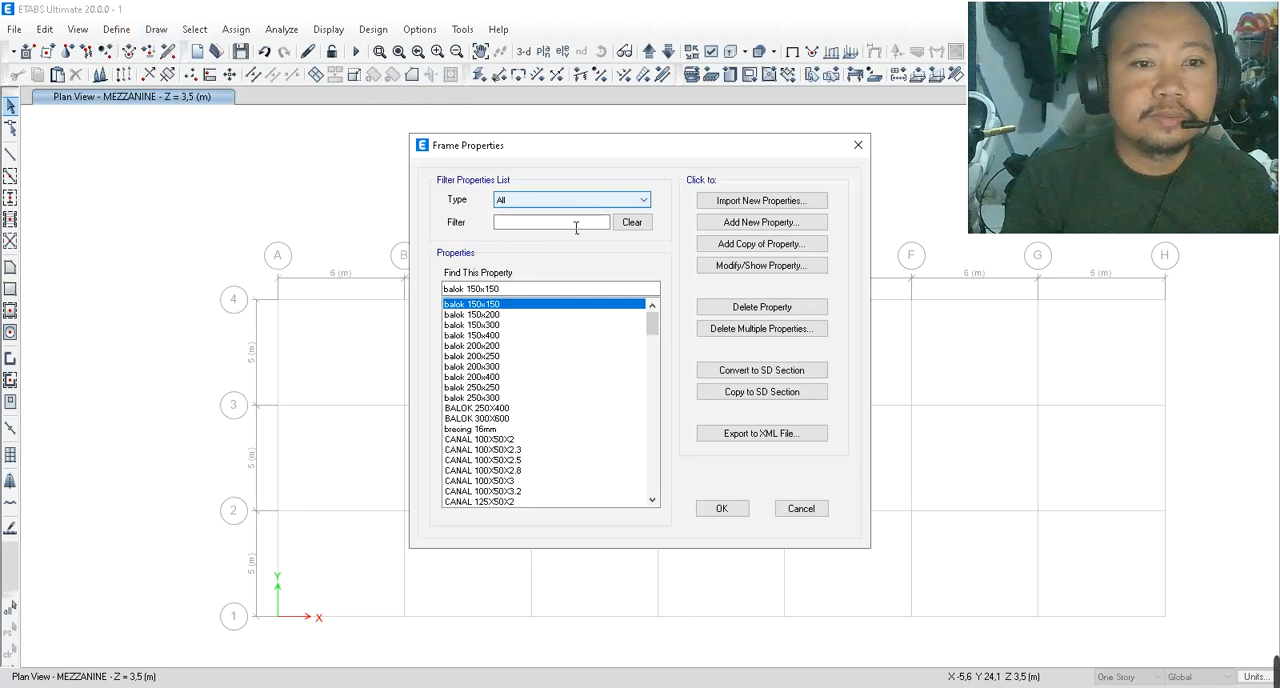 ETABS Ultimate 20.0.0 - 1
File Edit View Define Draw Select Assign Analyze Display Design Options Tools Help
3-d nd
Plan View - MEZZANINE - Z = 3,5 (m)
Frame Properties
Filter Properties List
Type All
Filter Clear
Properties
Find This Property
balok 150x150
balok 150x150
balok 150x200
balok 150x300
balok 150x400
balok 200x200
balok 200x250
balok 200x300
balok 200x400
balok 250x250
balok 250x300
BALOK 250X400
BALOK 300X600
brecing 16mm
CANAL 100X50X2
CANAL 100X50X2.3
CANAL 100X50X2.5
CANAL 100X50X2.8
CANAL 100X50X3
CANAL 100X50X3.2
CANAL 125X50X2
Click to:
Import New Properties...
Add New Property...
Add Copy of Property...
Modify/Show Property...
Delete Property
Delete Multiple Properties...
Convert to SD Section
Copy to SD Section
Export to XML File...
OK Cancel
A B F G H
6 (m) 6 (m) 6 (m)
4
5 (m)
3
5 (m)
2
5 (m)
1
Y
X
Plan View - MEZZANINE - Z = 3,5 (m) X -5,6 Y 24,1 Z 3,5 (m) One Story Global Units...